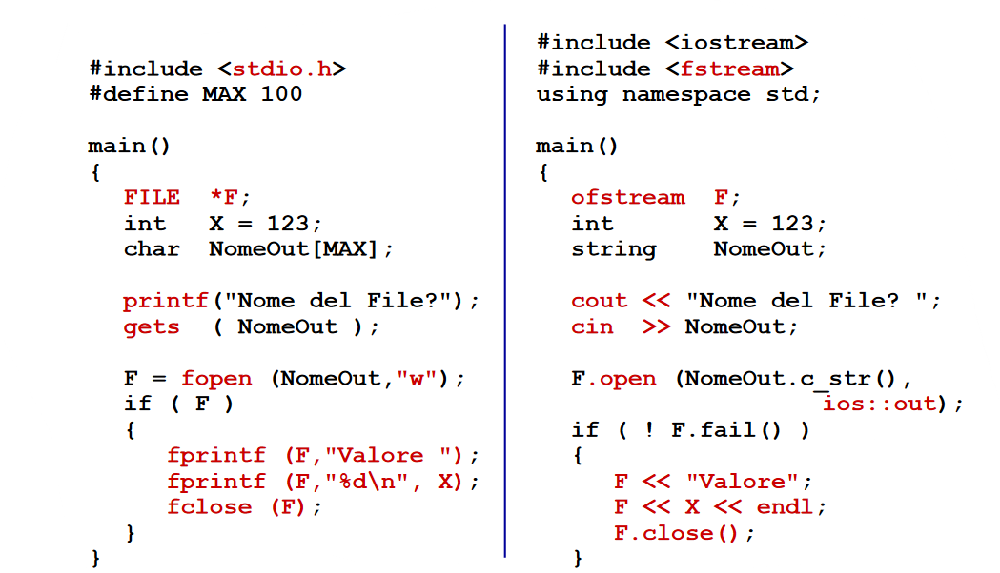 #include <stdio.h>
#define MAX 100
main()
{
FILE *F;
int X = 123;
char NomeOut[MAX];
printf("Nome del File?");
gets ( NomeOut );
F = fopen (NomeOut,"w");
if ( F )
{
fprintf (F,"Valore ");
fprintf (F,"%d\n", X);
fclose (F);
}
}
#include <iostream>
#include <fstream>
using namespace std;
main()
{
ofstream F;
int X = 123;
string NomeOut;
cout << "Nome del File? ";
cin >> NomeOut;
F.open (NomeOut.c_str(),
ios::out);
if ( ! F.fail() )
{
F << "Valore";
F << X << endl;
F.close();
}